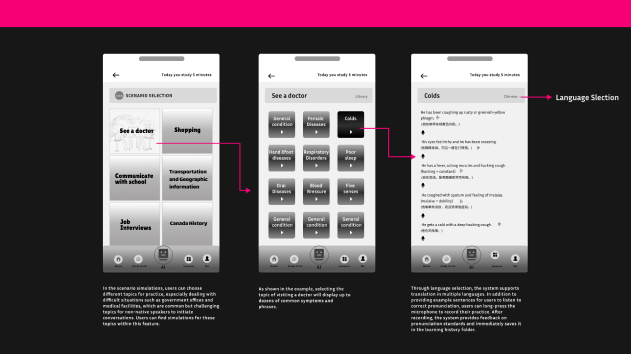 Today you study 5 minutes
SCENARIO SELECTION
See a doctor
Shopping
Communicate
with school
Transportation
and Geographic
information
Job
Interviews
Canada History
AI
In the scenario simulations, users can choose
different topics for practice, especially dealing with
difficult situations such as government offices and
medical facilities, which are common but challenging
topics for non-native speakers to initiate
conversations. Users can find simulations for these
topics within this feature.
Today you study 5 minutes
See a doctor
Library
General
condition
Female
Diseases
Colds
Hand &foot
diseases
Respiratory
Disorders
Poor
sleep
Oral
Diseases
Blood
Pressure
Five
senses
General
condition
General
condition
General
condition
AI
As shown in the example, selecting the
topic of visiting a doctor will display up to
dozens of common symptoms and
phrases.
Today you study 5 minutes
Colds
Chinese
Language Slection
He has been coughing up rusty or greenish-yellow
phlegm.
His eyes feel itchy and he has been sneezing.
He has a fever, aching muscles and hacking cough.
(hacking = constant)
He coughed with sputum and feeling of malaise.
(malaise = debility)
He gets a cold with a deep hacking cough.
AI
Through language selection, the system supports
translation in multiple languages. In addition to
providing example sentences for users to listen to
correct pronunciation, users can long-press the
microphone to record their practice. After
recording, the system provides feedback on
pronunciation standards and immediately saves it
in the learning history folder.